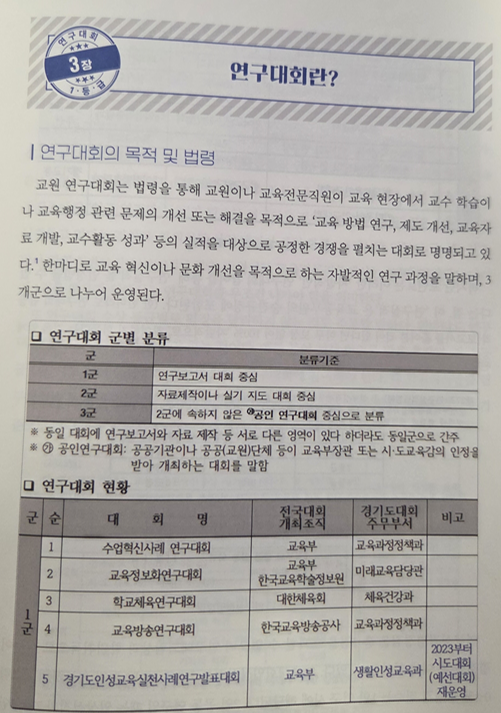 연구대회
3장
1·등·급
연구대회란?
연구대회의 목적 및 법령
교원 연구대회는 법령을 통해 교원이나 교육전문직원이 교육 현장에서 교수 학습이
나 교육행정 관련 문제의 개선 또는 해결을 목적으로 '교육 방법 연구, 제도 개선, 교육자
료 개발, 교수활동 성과' 등의 실적을 대상으로 공정한 경쟁을 펼치는 대회로 명명되고 있
다.¹ 한마디로 교육 혁신이나 문화 개선을 목적으로 하는 자발적인 연구 과정을 말하며, 3
개군으로 나누어 운영된다.
❑ 연구대회 군별 분류
군 분류기준
1군 연구보고서 대회 중심
2군 자료제작이나 실기 지도 대회 중심
3군 2군에 속하지 않은 ㉮공인 연구대회 중심으로 분류
※ 동일 대회에 연구보고서와 자료 제작 등 서로 다른 영역이 있다 하더라도 동일군으로 간주
※ ㉮ 공인연구대회: 공공기관이나 공공(교원)단체 등이 교육부장관 또는 시·도교육감의 인정을
받아 개최하는 대회를 말함
❑ 연구대회 현황
군 순 대 회 명 전국대회 개최조직 경기도대회 주무부서 비고
1군
1 수업혁신사례 연구대회 교육부 교육과정정책과
2 교육정보화연구대회 교육부 한국교육학술정보원 미래교육담당관
3 학교체육연구대회 대한체육회 체육건강과
4 교육방송연구대회 한국교육방송공사 교육과정정책과
5 경기도인성교육실천사례연구발표대회 교육부 생활인성교육과 2023부터 시도대회 (예선대회) 재운영